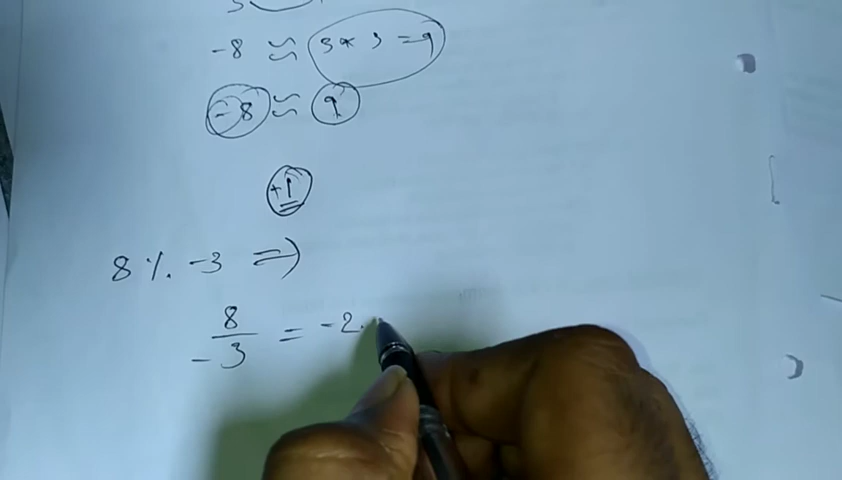 -8 ≈ 3 * 3 = 9
-8 ≈ 9
+1
8 % -3 ⇒
8 / -3 = -2.